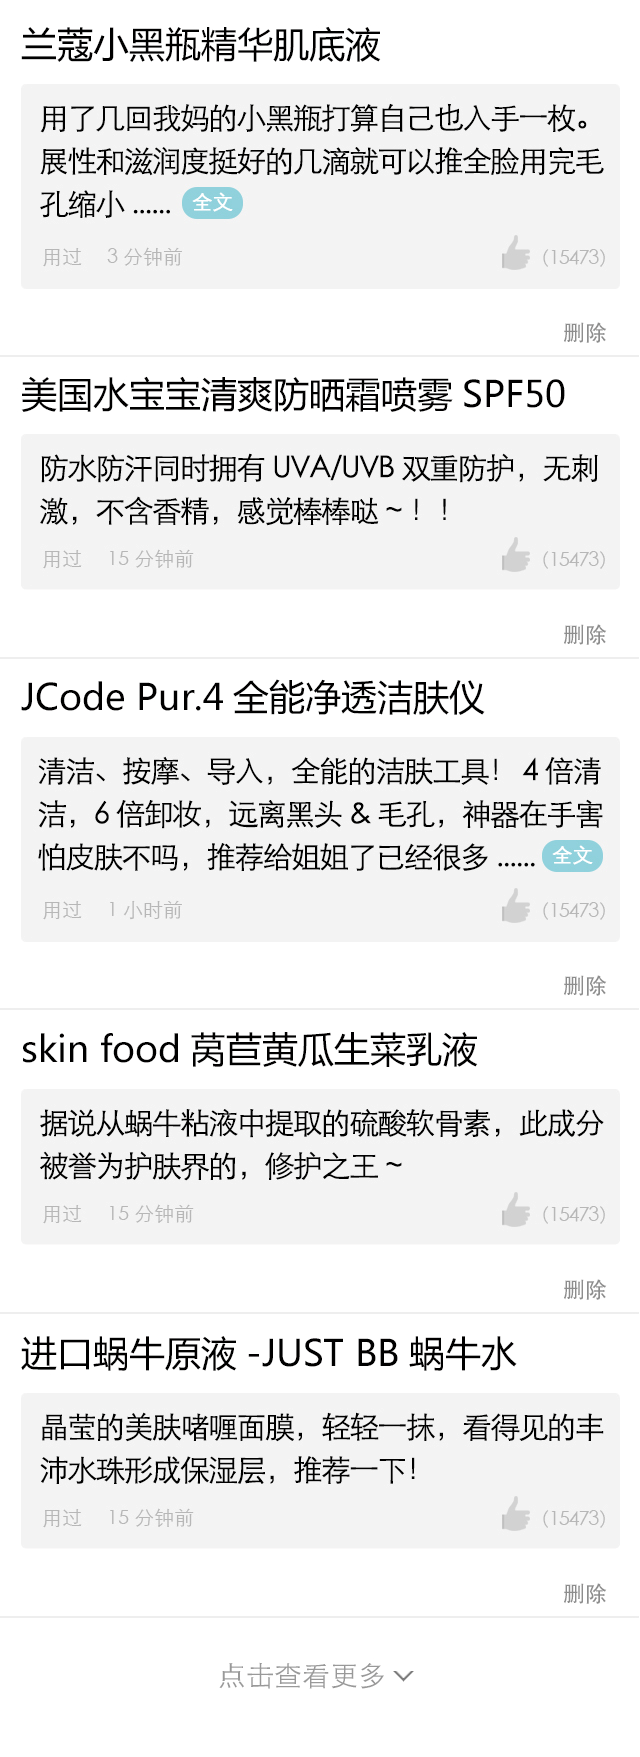 兰蔻小黑瓶精华肌底液
用了几回我妈的小黑瓶打算自己也入手一枚。
展性和滋润度挺好的几滴就可以推全脸用完毛
孔缩小 ...... 全文
用过 3 分钟前 (15473)
删除
美国水宝宝清爽防晒霜喷雾 SPF50
防水防汗同时拥有 UVA/UVB 双重防护，无刺
激，不含香精，感觉棒棒哒 ~！！
用过 15 分钟前 (15473)
删除
JCode Pur.4 全能净透洁肤仪
清洁、按摩、导入，全能的洁肤工具！ 4 倍清
洁，6 倍卸妆，远离黑头 & 毛孔，神器在手害
怕皮肤不吗，推荐给姐姐了已经很多 ...... 全文
用过 1 小时前 (15473)
删除
skin food 莴苣黄瓜生菜乳液
据说从蜗牛粘液中提取的硫酸软骨素，此成分
被誉为护肤界的，修护之王 ~
用过 15 分钟前 (15473)
删除
进口蜗牛原液 -JUST BB 蜗牛水
晶莹的美肤啫喱面膜，轻轻一抹，看得见的丰
沛水珠形成保湿层，推荐一下！
用过 15 分钟前 (15473)
删除
点击查看更多